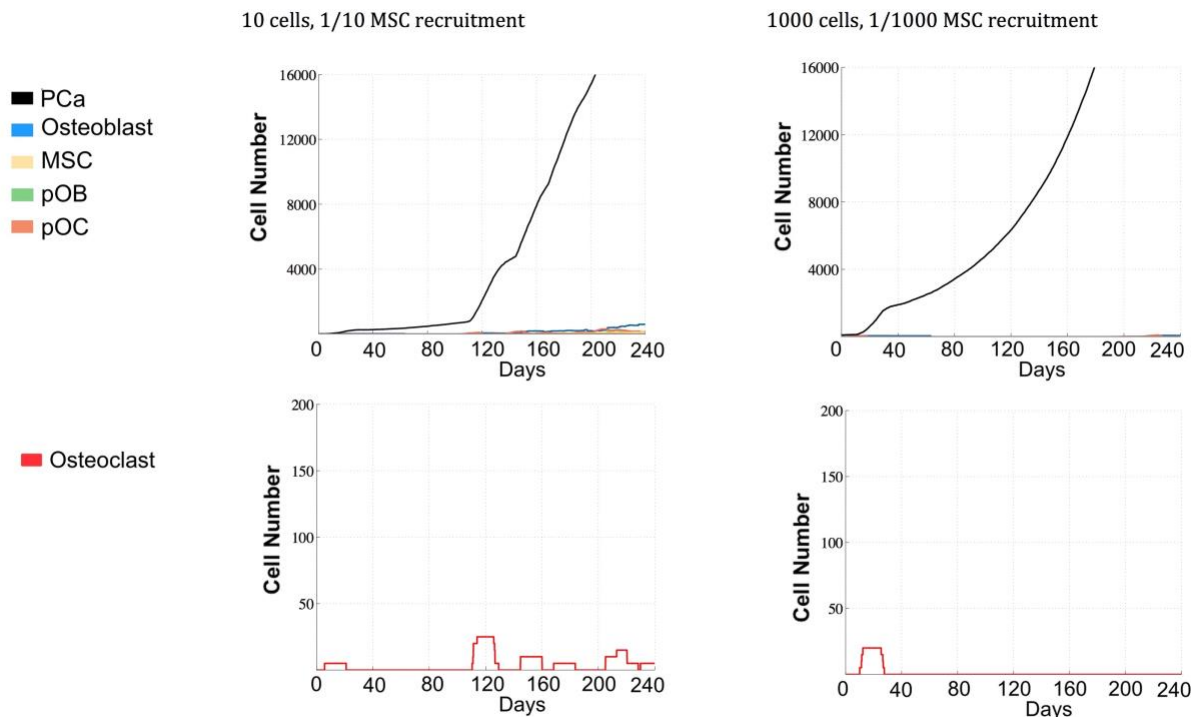 10 cells, 1/10 MSC recruitment
1000 cells, 1/1000 MSC recruitment
PCa
Osteoblast
MSC
pOB
pOC
Cell Number
16000
12000
8000
4000
0 40 80 120 160 200 240
Days
Cell Number
16000
12000
8000
4000
0 40 80 120 160 200 240
Days
Osteoclast
Cell Number
200
150
100
50
0 40 80 120 160 200 240
Days
Cell Number
200
150
100
50
0 40 80 120 160 200 240
Days